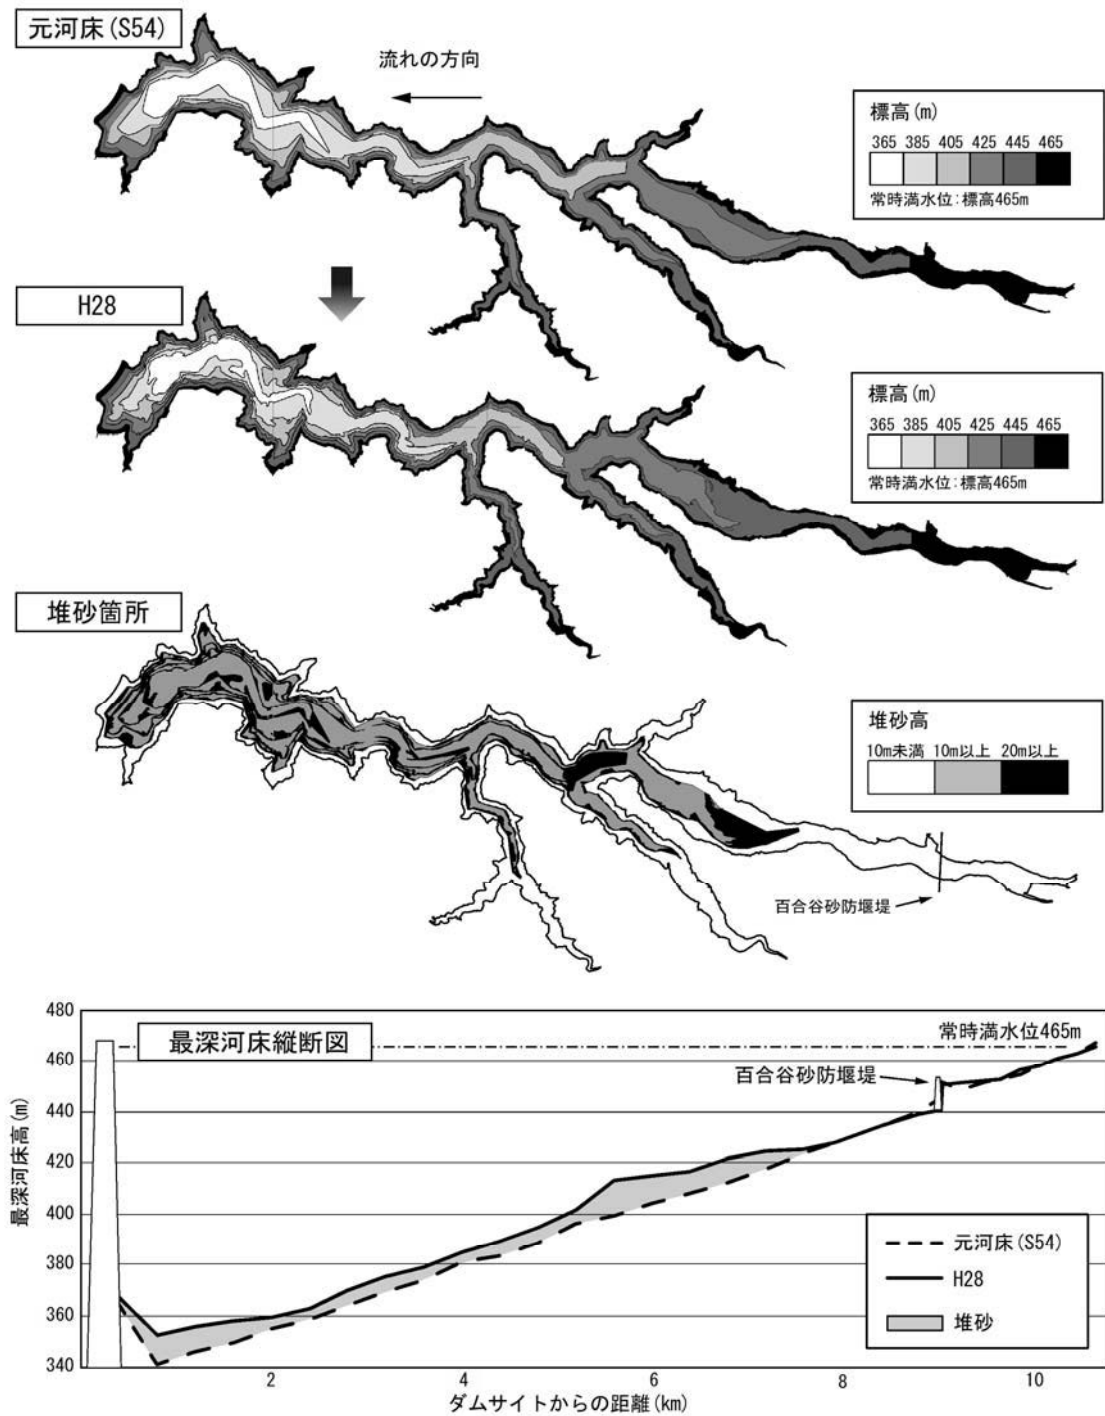 元河床(S54)
流れの方向
標高(m)
365 385 405 425 445 465
常時満水位:標高465m
H28
標高(m)
365 385 405 425 445 465
常時満水位:標高465m
堆砂箇所
堆砂高
10m未満 10m以上 20m以上
百合谷砂防堰堤
最深河床縦断図
常時満水位465m
百合谷砂防堰堤
最深河床高(m)
480
460
440
420
400
380
360
340
元河床(S54)
H28
堆砂
2 4 6 8 10
ダムサイトからの距離(km)